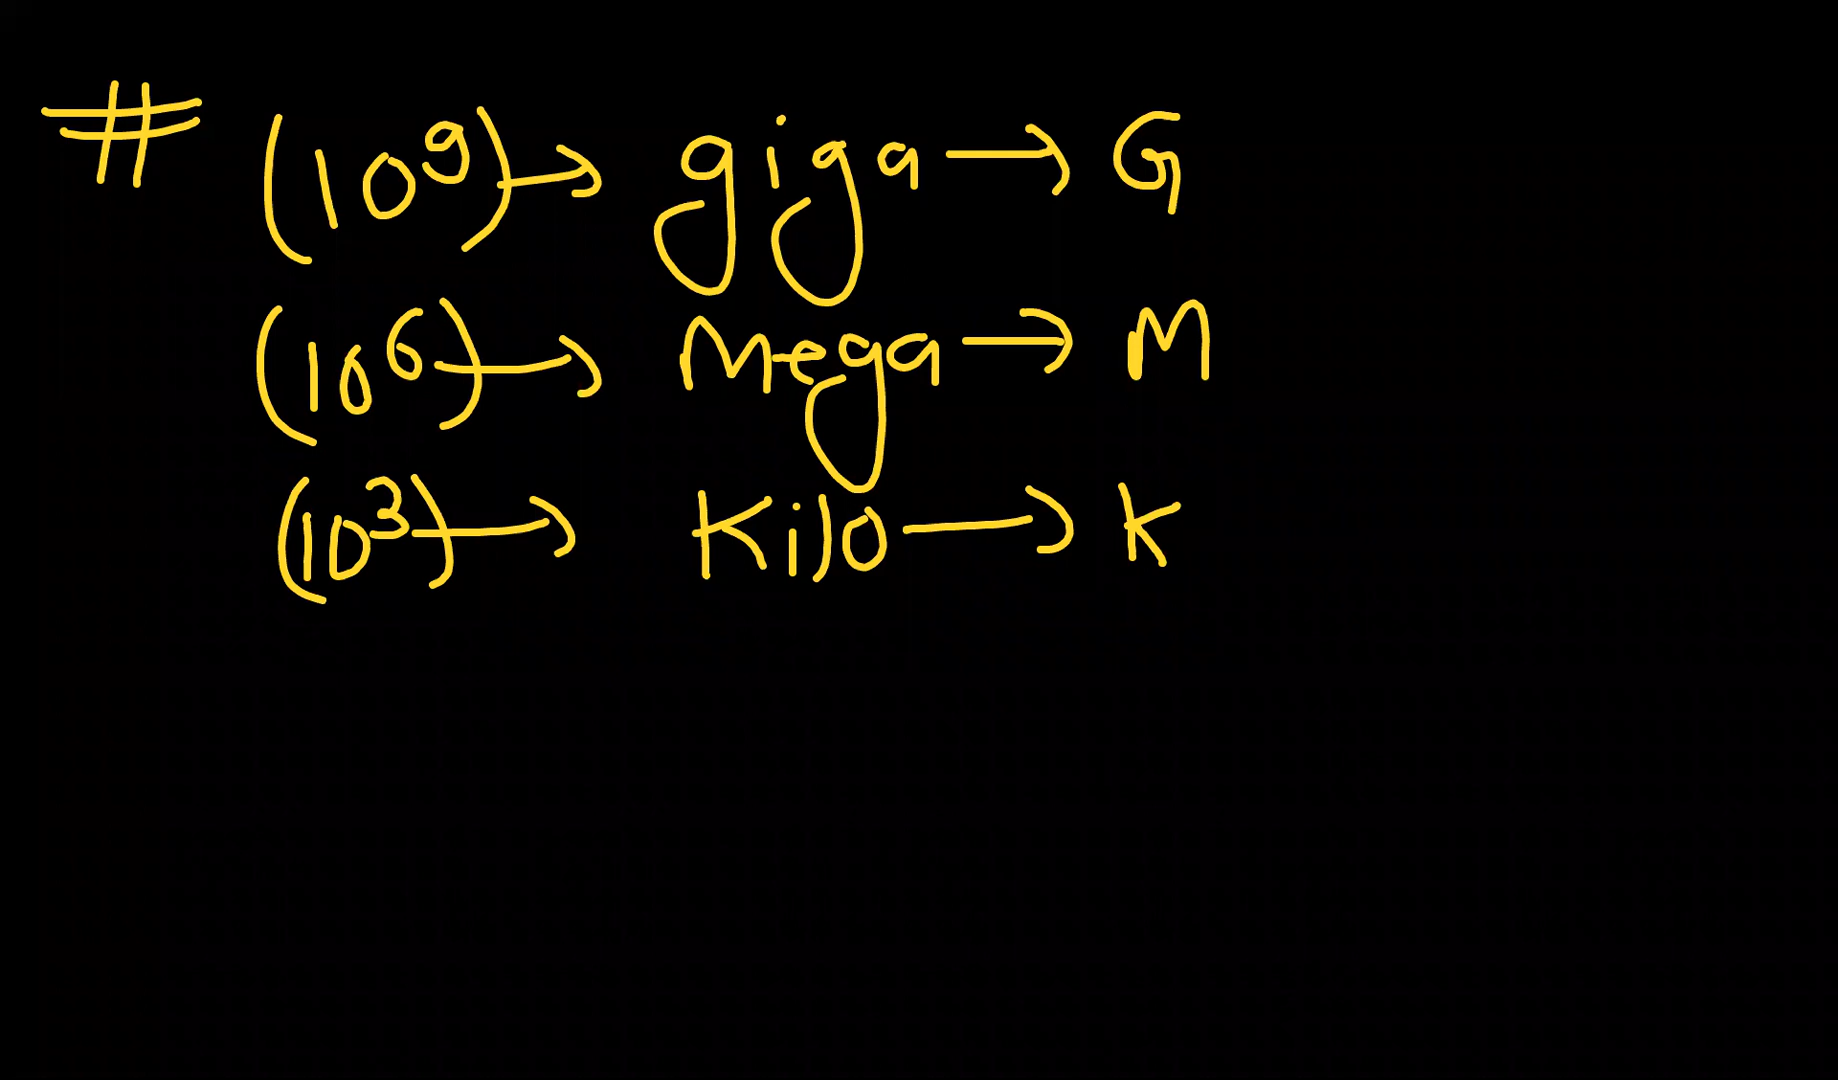 # (10⁹) → giga → G
(10⁶) → Mega → M
(10³) → Kilo → K